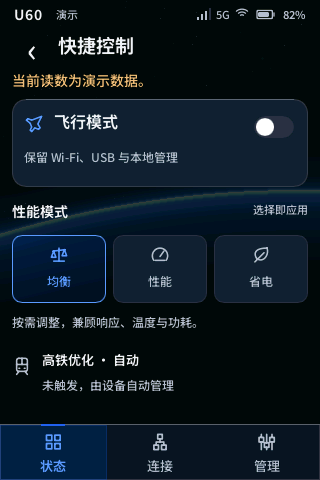 U60 演示 5G 82%
快捷控制
当前读数为演示数据。
飞行模式
保留 Wi-Fi、USB 与本地管理
性能模式 选择即应用
均衡 性能 省电
按需调整，兼顾响应、温度与功耗。
高铁优化 · 自动
未触发，由设备自动管理
状态 连接 管理